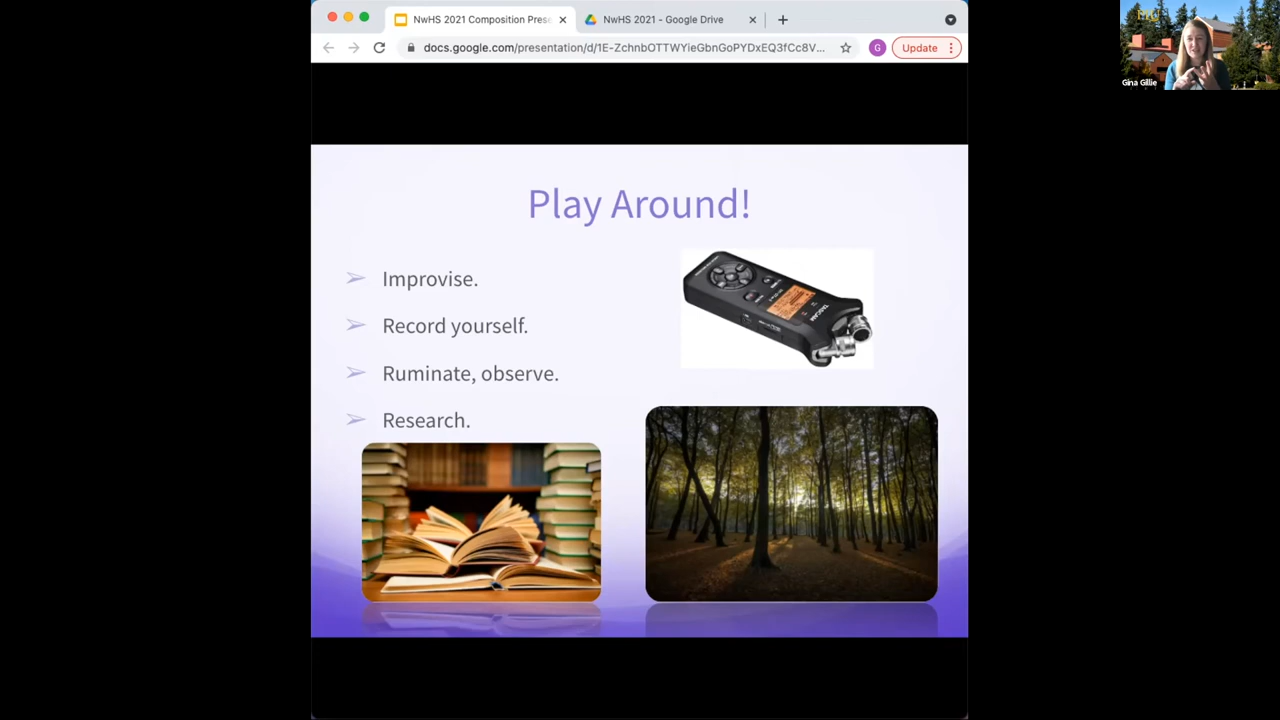 NwHS 2021 Composition Prese
NwHS 2021 - Google Drive
docs.google.com/presentation/d/1E-ZchnbOTTWYieGbnGoPYDxEQ3fCc8V...
G
Update
Gina Gillie
Play Around!
Improvise.
Record yourself.
Ruminate, observe.
Research.
TASCAM